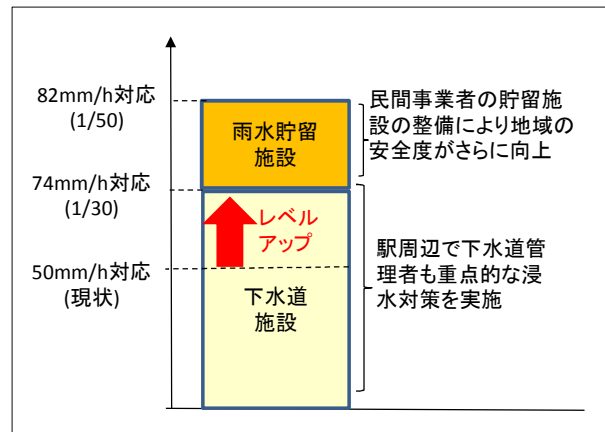 82mm/h対応
(1/50)
74mm/h対応
(1/30)
50mm/h対応
(現状)
雨水貯留
施設
レベル
アップ
下水道
施設
民間事業者の貯留施
設の整備により地域の
安全度がさらに向上
駅周辺で下水道管
理者も重点的な浸
水対策を実施